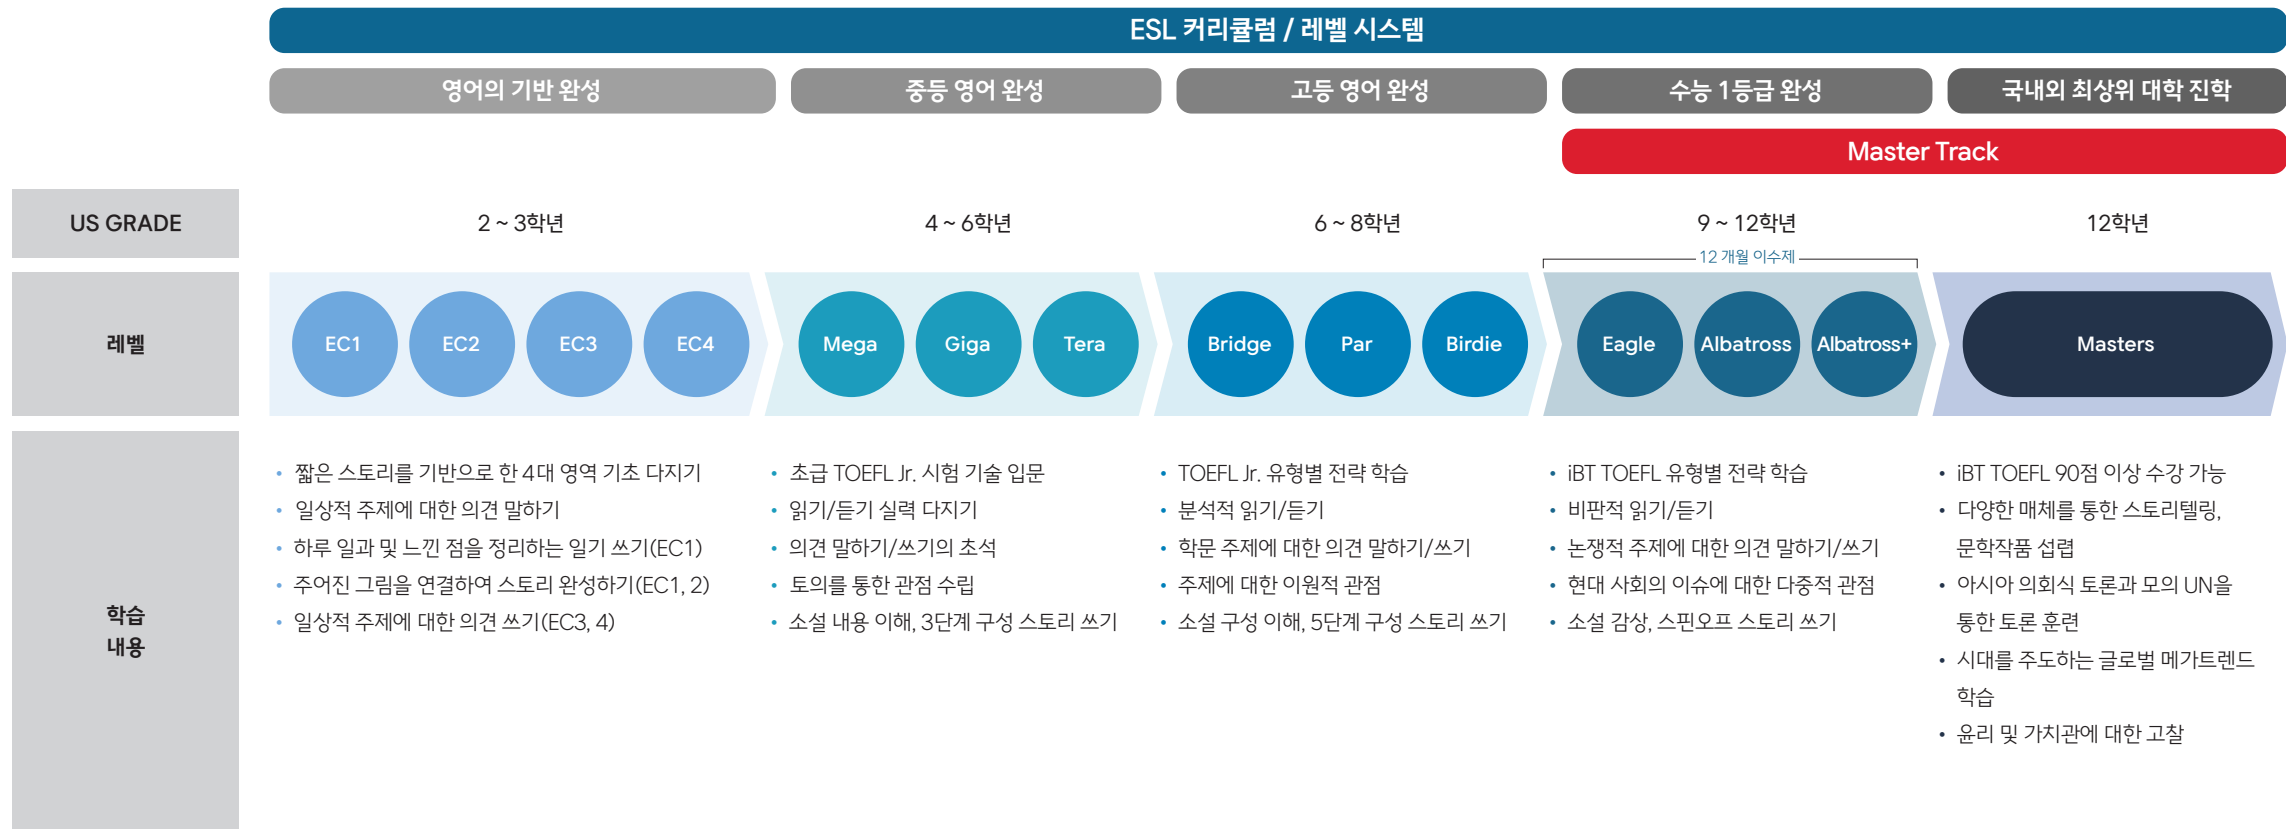 ESL 커리큘럼 / 레벨 시스템
영어의 기반 완성
중등 영어 완성
고등 영어 완성
수능 1등급 완성
국내외 최상위 대학 진학
Master Track
US GRADE
2 ~ 3학년
4 ~ 6학년
6 ~ 8학년
9 ~ 12학년
12학년
12 개월 이수제
레벨
EC1
EC2
EC3
EC4
Mega
Giga
Tera
Bridge
Par
Birdie
Eagle
Albatross
Albatross+
Masters
학습
내용
• 짧은 스토리를 기반으로 한 4대 영역 기초 다지기
• 일상적 주제에 대한 의견 말하기
• 하루 일과 및 느낀 점을 정리하는 일기 쓰기(EC1)
• 주어진 그림을 연결하여 스토리 완성하기(EC1, 2)
• 일상적 주제에 대한 의견 쓰기(EC3, 4)
• 초급 TOEFL Jr. 시험 기술 입문
• 읽기/듣기 실력 다지기
• 의견 말하기/쓰기의 초석
• 토의를 통한 관점 수립
• 소설 내용 이해, 3단계 구성 스토리 쓰기
• TOEFL Jr. 유형별 전략 학습
• 분석적 읽기/듣기
• 학문 주제에 대한 의견 말하기/쓰기
• 주제에 대한 이원적 관점
• 소설 구성 이해, 5단계 구성 스토리 쓰기
• iBT TOEFL 유형별 전략 학습
• 비판적 읽기/듣기
• 논쟁적 주제에 대한 의견 말하기/쓰기
• 현대 사회의 이슈에 대한 다중적 관점
• 소설 감상, 스핀오프 스토리 쓰기
• iBT TOEFL 90점 이상 수강 가능
• 다양한 매체를 통한 스토리텔링,
문학작품 섭렵
• 아시아 의회식 토론과 모의 UN을
통한 토론 훈련
• 시대를 주도하는 글로벌 메가트렌드
학습
• 윤리 및 가치관에 대한 고찰